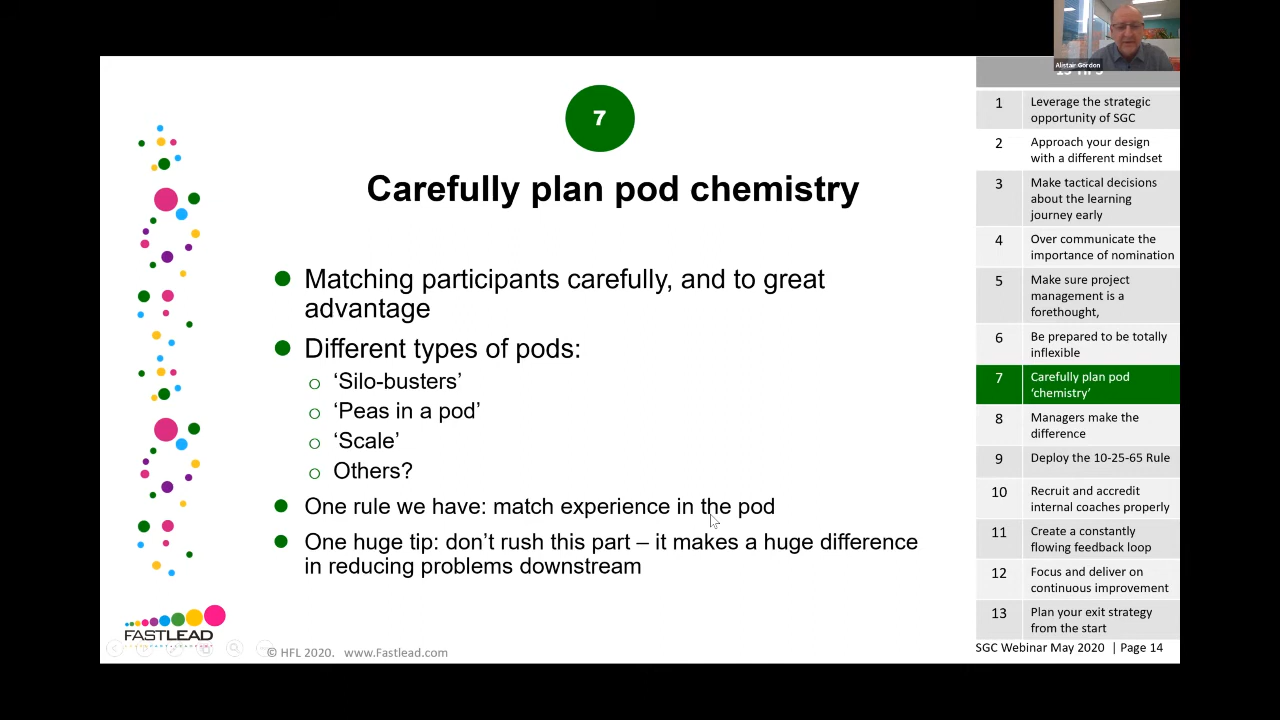 Alistair Gordon
7
Carefully plan pod chemistry
Matching participants carefully, and to great
advantage
Different types of pods:
‘Silo-busters’
‘Peas in a pod’
‘Scale’
Others?
One rule we have: match experience in the pod
One huge tip: don’t rush this part – it makes a huge difference
in reducing problems downstream
FASTLEAD
© HFL 2020. www.Fastlead.com
1 Leverage the strategic
opportunity of SGC
2 Approach your design
with a different mindset
3 Make tactical decisions
about the learning
journey early
4 Over communicate the
importance of nomination
5 Make sure project
management is a
forethought,
6 Be prepared to be totally
inflexible
7 Carefully plan pod
‘chemistry’
8 Managers make the
difference
9 Deploy the 10-25-65 Rule
10 Recruit and accredit
internal coaches properly
11 Create a constantly
flowing feedback loop
12 Focus and deliver on
continuous improvement
13 Plan your exit strategy
from the start
SGC Webinar May 2020 | Page 14